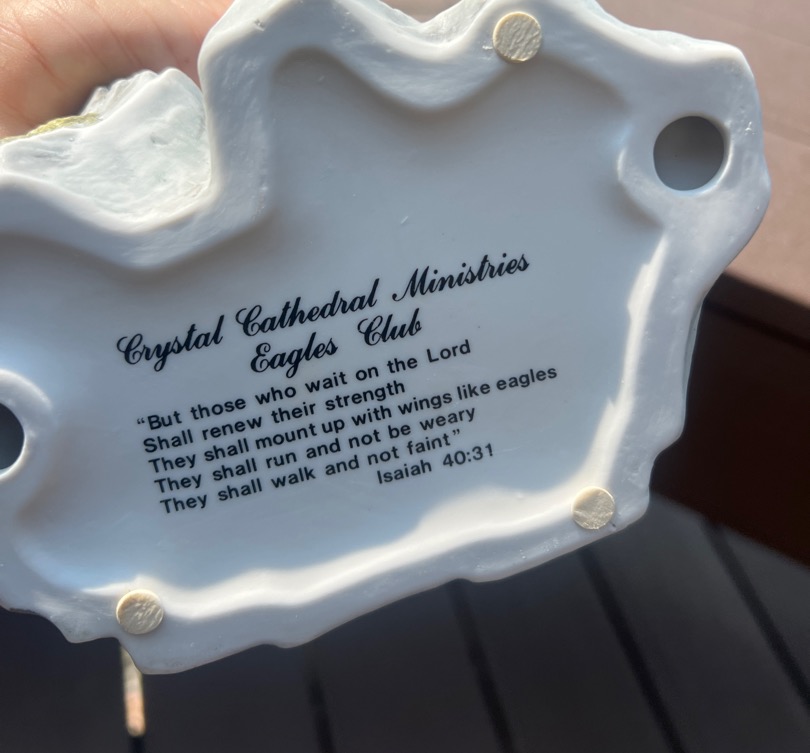 Crystal Cathedral Ministries
Eagles Club
“But those who wait on the Lord
Shall renew their strength
They shall mount up with wings like eagles
They shall run and not be weary
They shall walk and not faint”
Isaiah 40:31